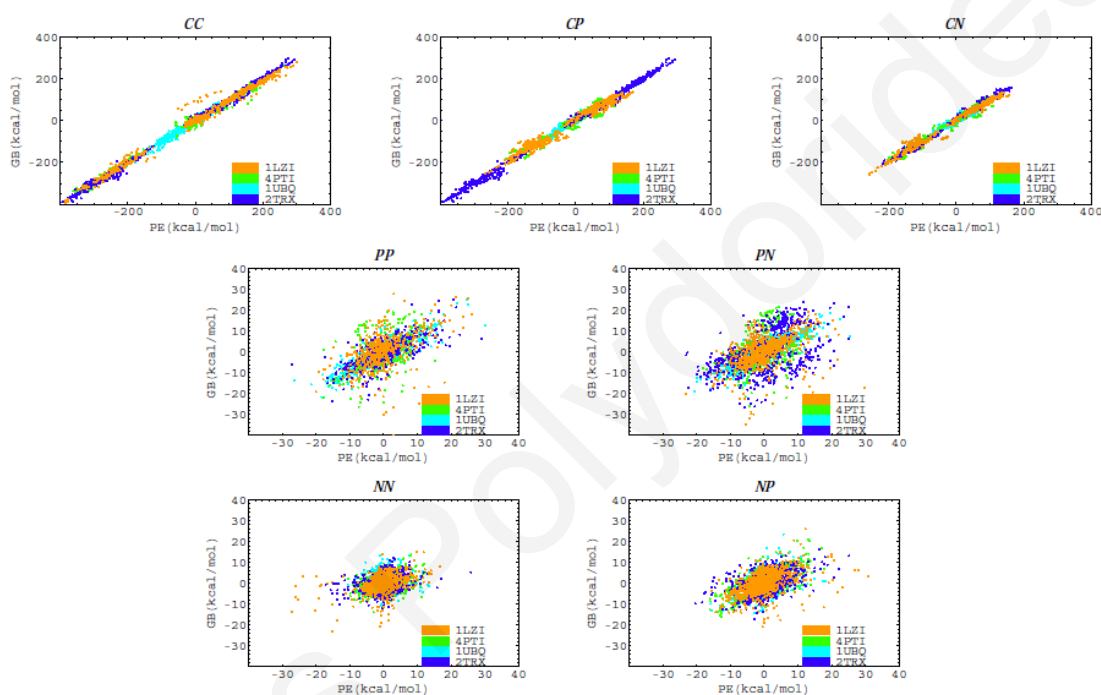 CC
CP
CN
400
200
0
-200
GB(kcal/mol)
1LZI
4PTI
1UBQ
2TRX
-200 0 200 400
PE(kcal/mol)
400
200
0
-200
GB(kcal/mol)
1LZI
4PTI
1UBQ
2TRX
-200 0 200 400
PE(kcal/mol)
400
200
0
-200
GB(kcal/mol)
1LZI
4PTI
1UBQ
2TRX
-200 0 200 400
PE(kcal/mol)
PP
PN
40
30
20
10
0
-10
-20
-30
GB(kcal/mol)
1LZI
4PTI
1UBQ
2TRX
-30 -20 -10 0 10 20 30 40
PE(kcal/mol)
40
30
20
10
0
-10
-20
-30
GB(kcal/mol)
1LZI
4PTI
1UBQ
2TRX
-30 -20 -10 0 10 20 30 40
PE(kcal/mol)
NN
NP
40
30
20
10
0
-10
-20
-30
GB(kcal/mol)
1LZI
4PTI
1UBQ
2TRX
-30 -20 -10 0 10 20 30 40
PE(kcal/mol)
40
30
20
10
0
-10
-20
-30
GB(kcal/mol)
1LZI
4PTI
1UBQ
2TRX
-30 -20 -10 0 10 20 30 40
PE(kcal/mol)
s Polydorides